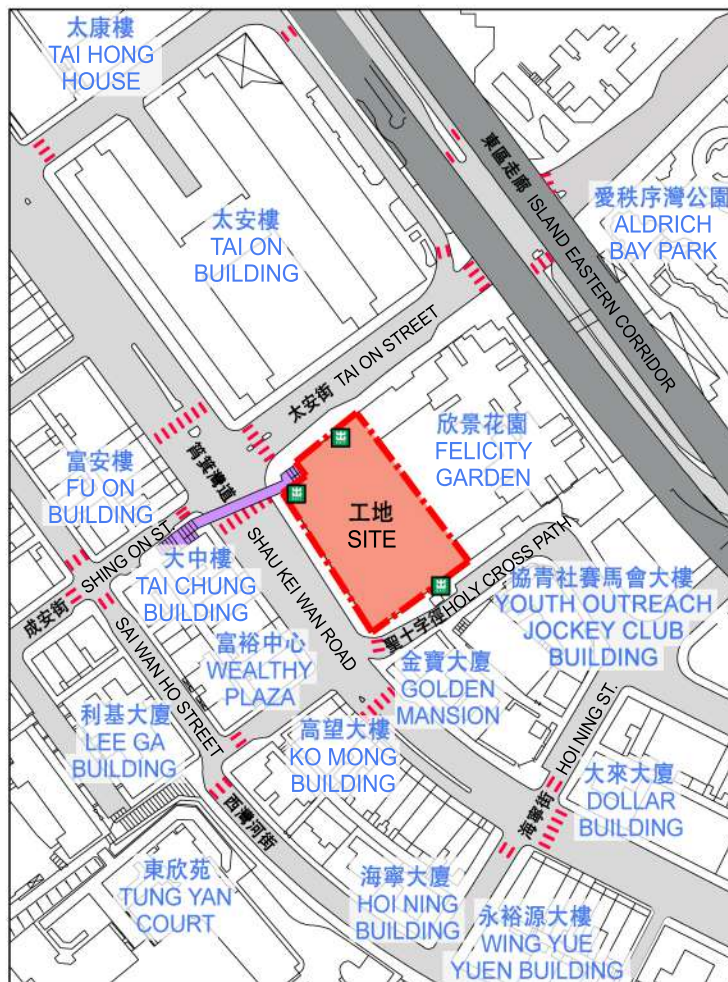 太康樓
TAI HONG
HOUSE
太安樓
TAI ON
BUILDING
東區走廊 ISLAND EASTERN CORRIDOR
愛秩序灣公園
ALDRICH
BAY PARK
太安街 TAI ON STREET
欣景花園
FELICITY
GARDEN
富安樓
FU ON
BUILDING
筲箕灣道
SHAU KEI WAN ROAD
工地
SITE
成安街 SHING ON ST.
大中樓
TAI CHUNG
BUILDING
聖十字徑 HOLY CROSS PATH
協青社賽馬會大樓
YOUTH OUTREACH
JOCKEY CLUB
BUILDING
富裕中心
WEALTHY
PLAZA
金寶大廈
GOLDEN
MANSION
SAI WAN HO STREET
西灣河街
利基大廈
LEE GA
BUILDING
高望大樓
KO MONG
BUILDING
海寧街 HOI NING ST.
大來大廈
DOLLAR
BUILDING
東欣苑
TUNG YAN
COURT
海寧大廈
HOI NING
BUILDING
永裕源大樓
WING YUE
YUEN BUILDING